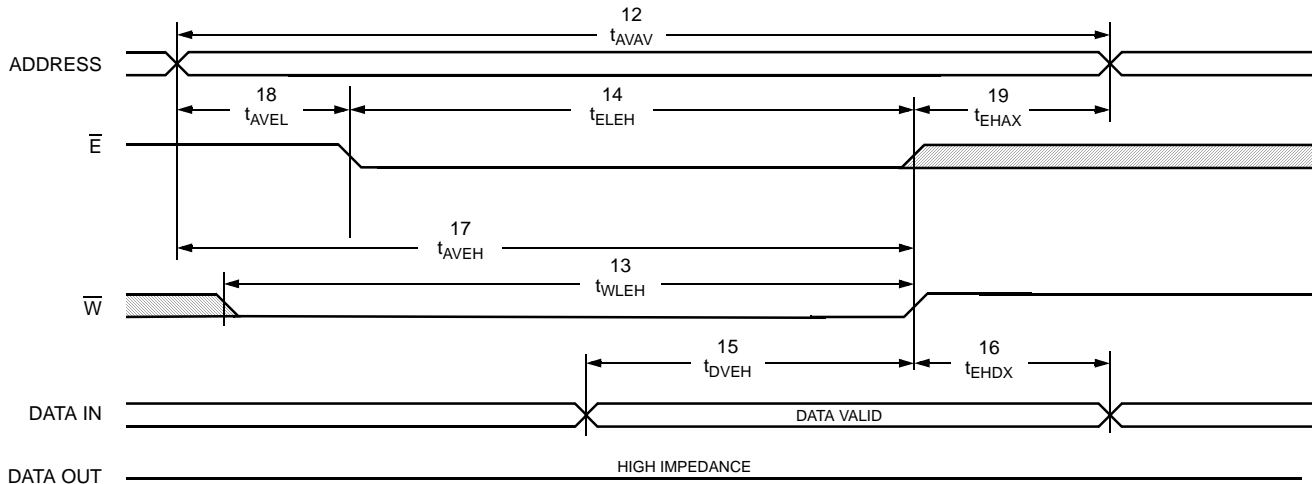 12
tAVAV
ADDRESS
18
tAVEL
14
tELEH
19
tEHAX
E
17
tAVEH
13
tWLEH
W
15
tDVEH
16
tEHDX
DATA IN
DATA VALID
DATA OUT
HIGH IMPEDANCE